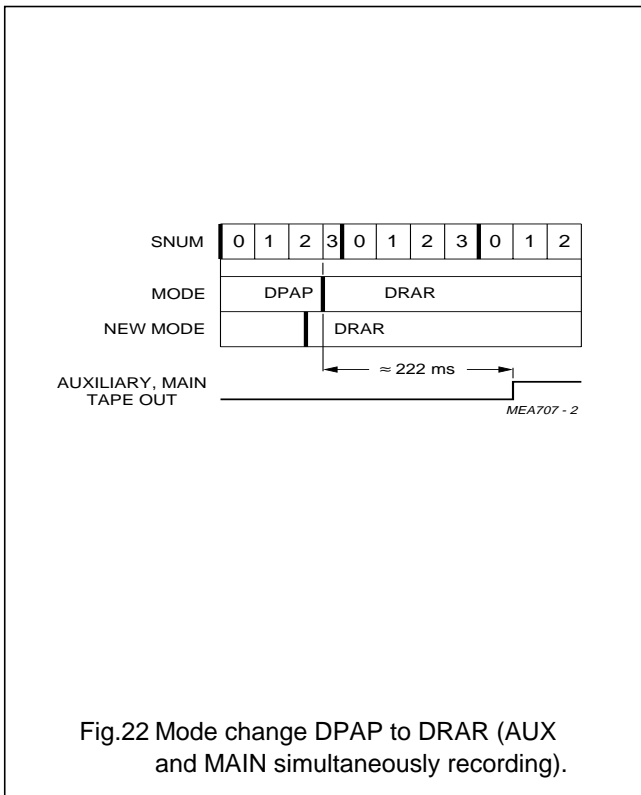 SNUM 0 1 2 3 0 1 2 3 0 1 2
MODE DPAP DRAR
NEW MODE DRAR
≈ 222 ms
AUXILIARY, MAIN
TAPE OUT
MEA707 - 2
Fig.22 Mode change DPAP to DRAR (AUX
and MAIN simultaneously recording).